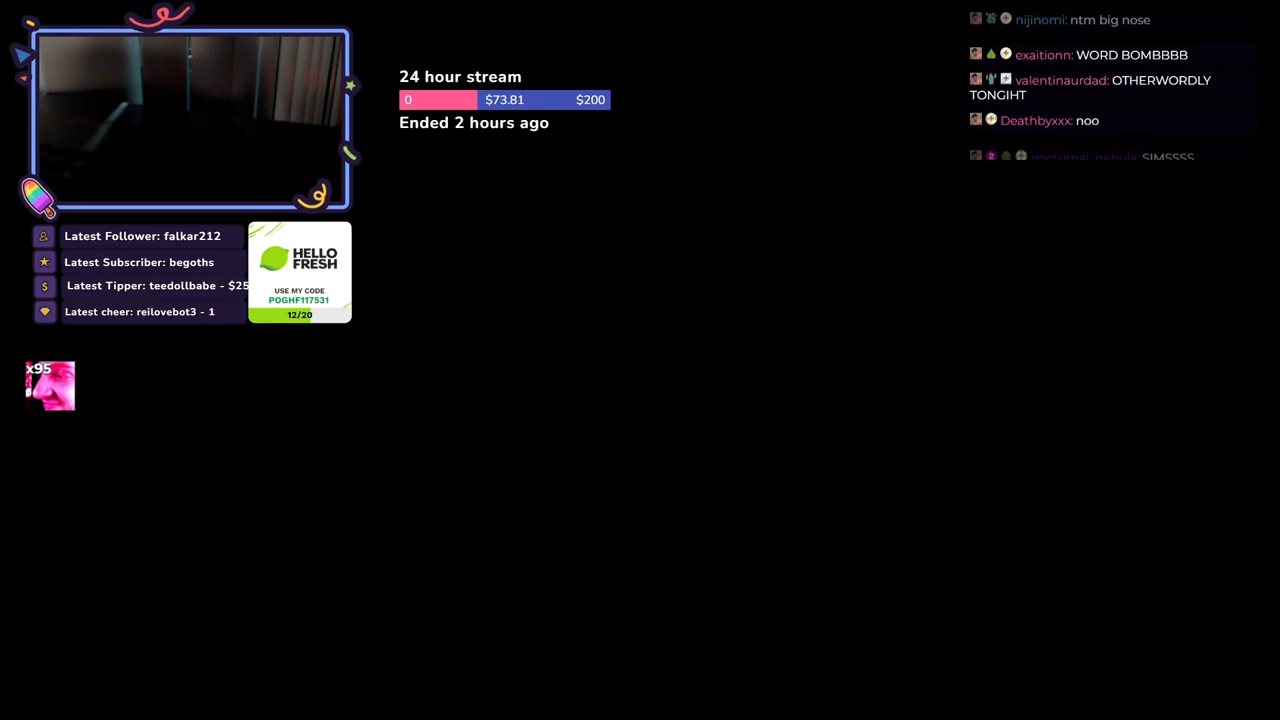 24 hour stream
0 $73.81 $200
Ended 2 hours ago
Latest Follower: falkar212
Latest Subscriber: begoths
Latest Tipper: teedollbabe - $25
Latest cheer: reilovebot3 - 1
HELLO
FRESH
USE MY CODE
POGHF117531
12/20
x95
nijinomi: ntm big nose
exaitionn: WORD BOMBBBB
valentinaurdad: OTHERWORDLY
TONGIHT
Deathbyxxx: noo
2 nocturnal_nebula: SIMSSSS